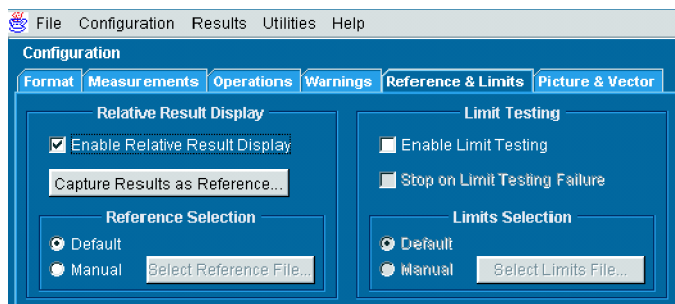 File Configuration Results Utilities Help
Configuration
Format Measurements Operations Warnings Reference & Limits Picture & Vector
Relative Result Display
Enable Relative Result Display
Capture Results as Reference...
Reference Selection
Default
Manual Select Reference File...
Limit Testing
Enable Limit Testing
Stop on Limit Testing Failure
Limits Selection
Default
Manual Select Limits File...